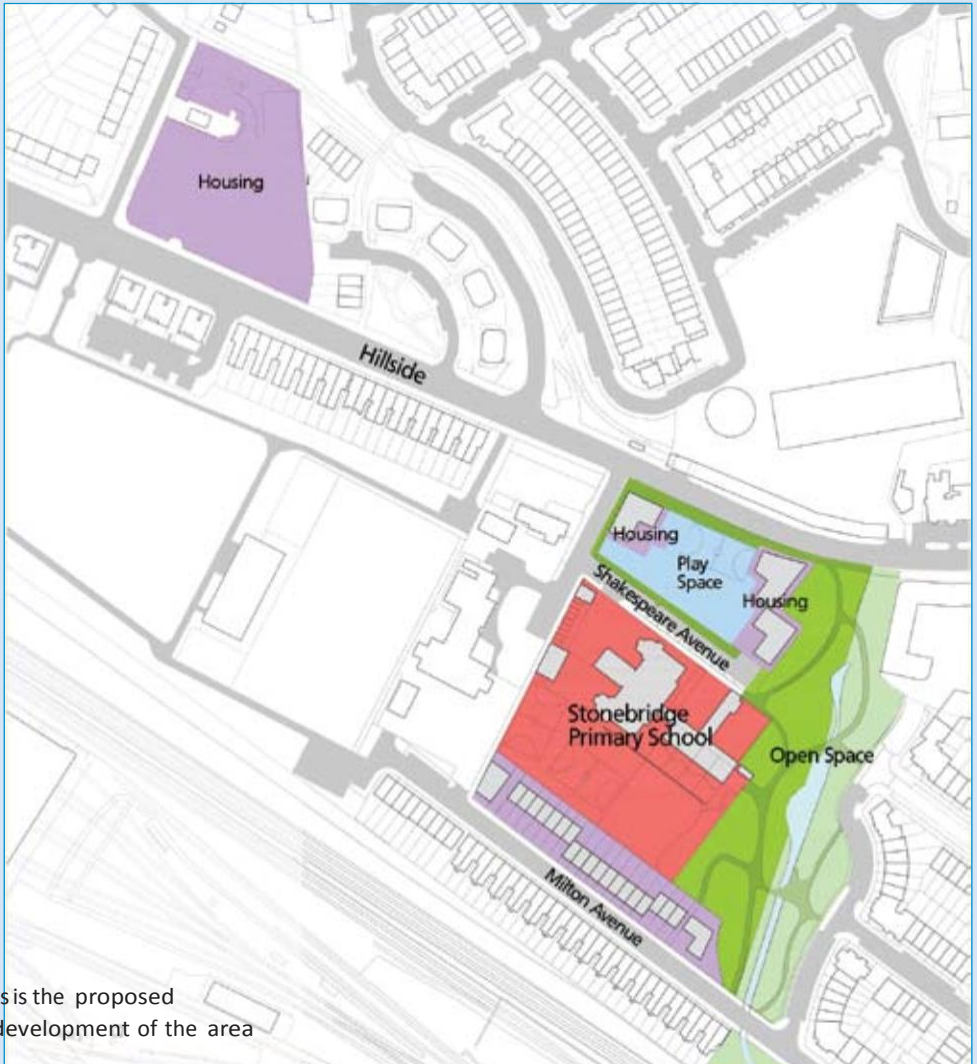 Housing
Hillside
Housing
Play
Space
Housing
Shakespeare Avenue
Stonebridge
Primary School
Open Space
Milton Avenue
s is the proposed
development of the area